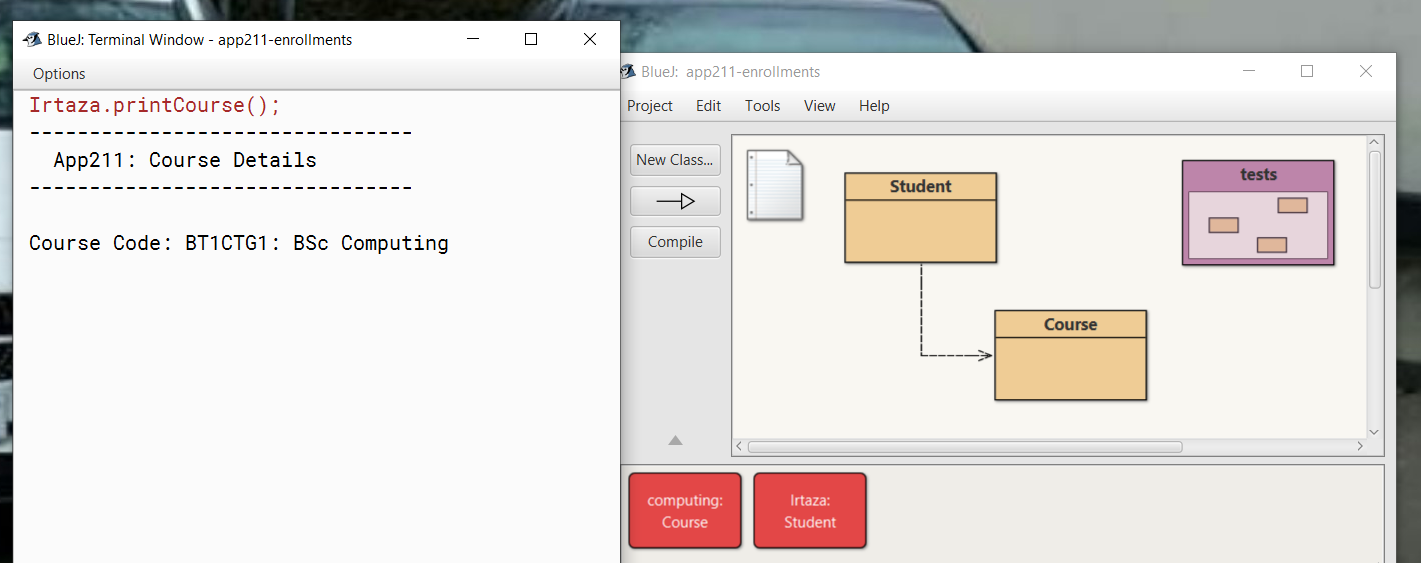 BlueJ: Terminal Window - app211-enrollments
Options
Irtaza.printCourse();
--------------------------------
App211: Course Details
--------------------------------
Course Code: BT1CTG1: BSc Computing
BlueJ: app211-enrollments
Project Edit Tools View Help
New Class...
Compile
Student
tests
Course
computing:
Course
Irtaza:
Student